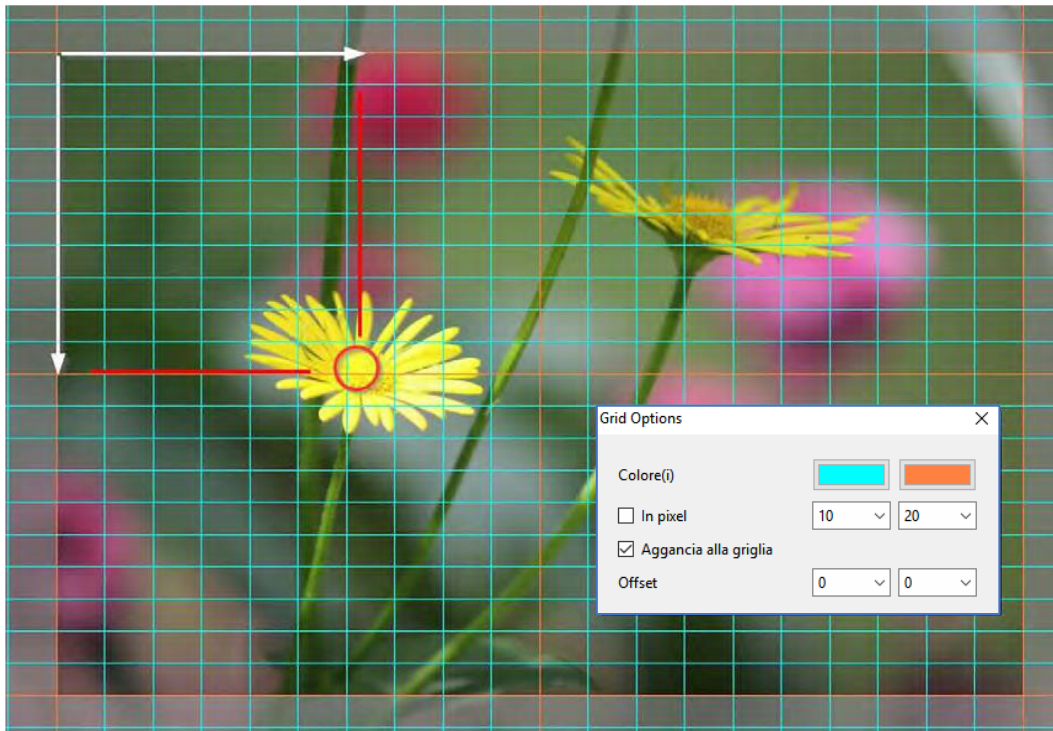 Grid Options
Colore(i)
In pixel 10 20
Aggancia alla griglia
Offset 0 0